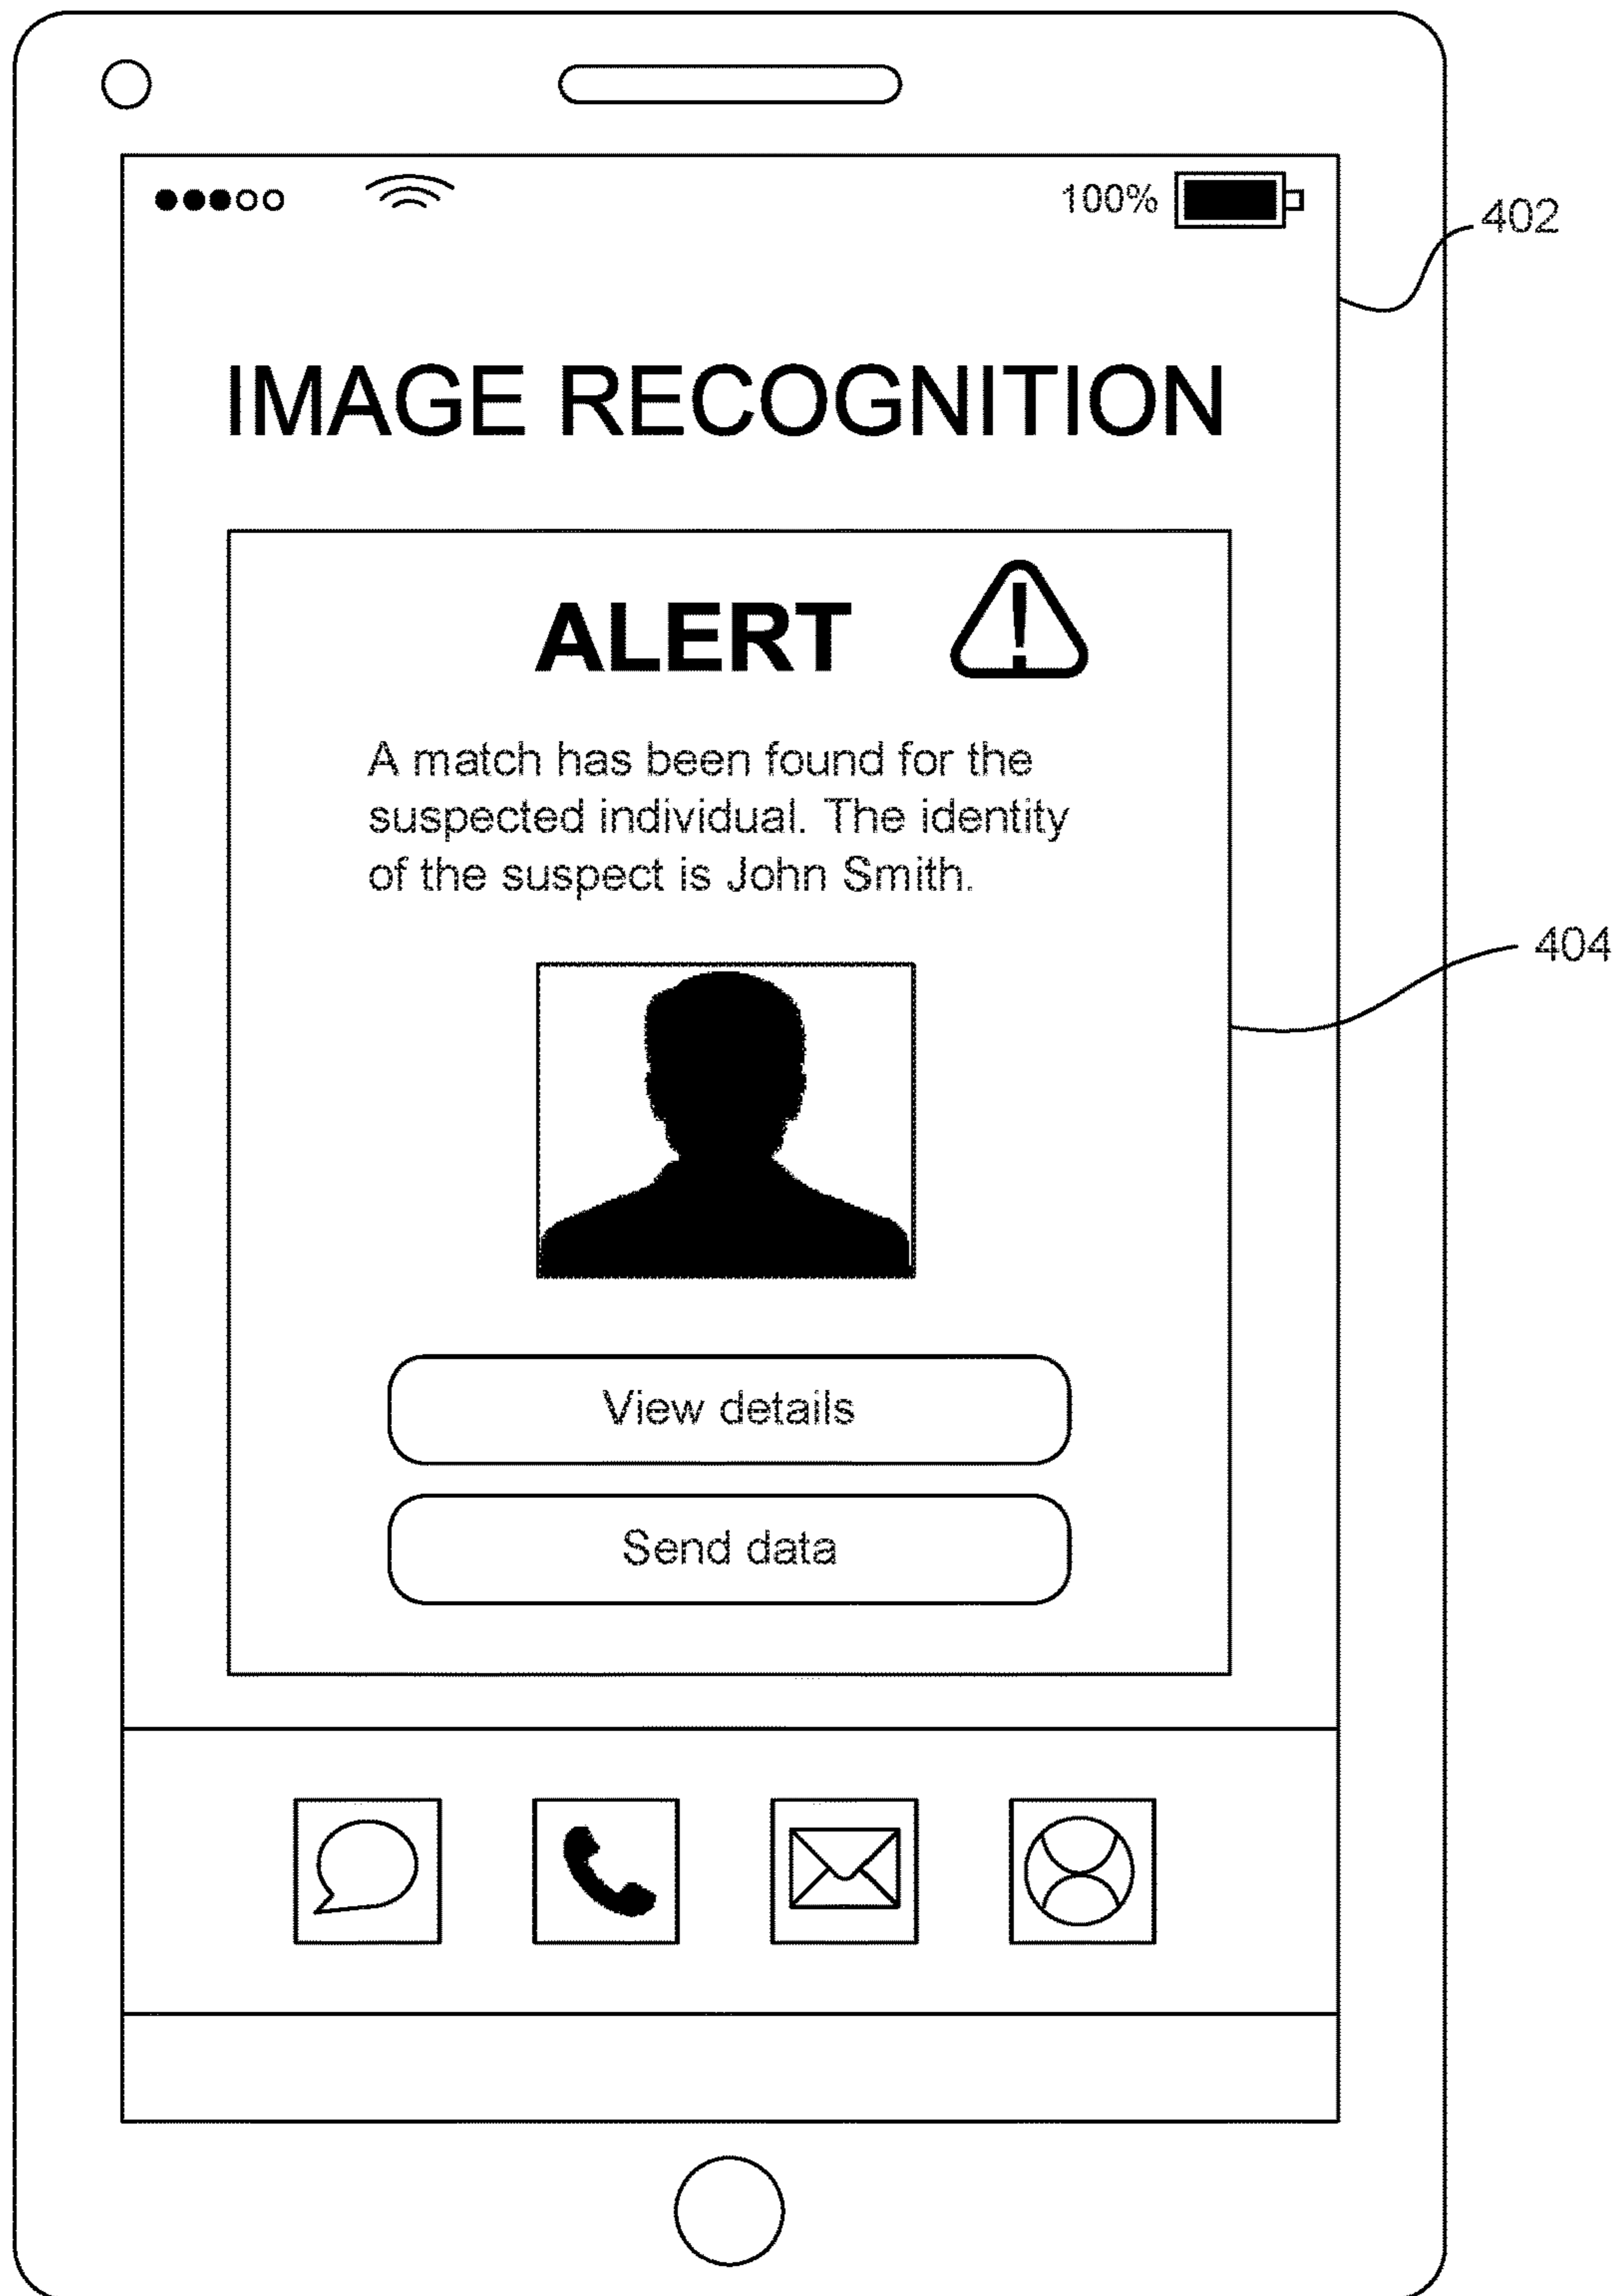 100%
402
IMAGE RECOGNITION
ALERT
A match has been found for the
suspected individual. The identity
of the suspect is John Smith.
404
View details
Send data